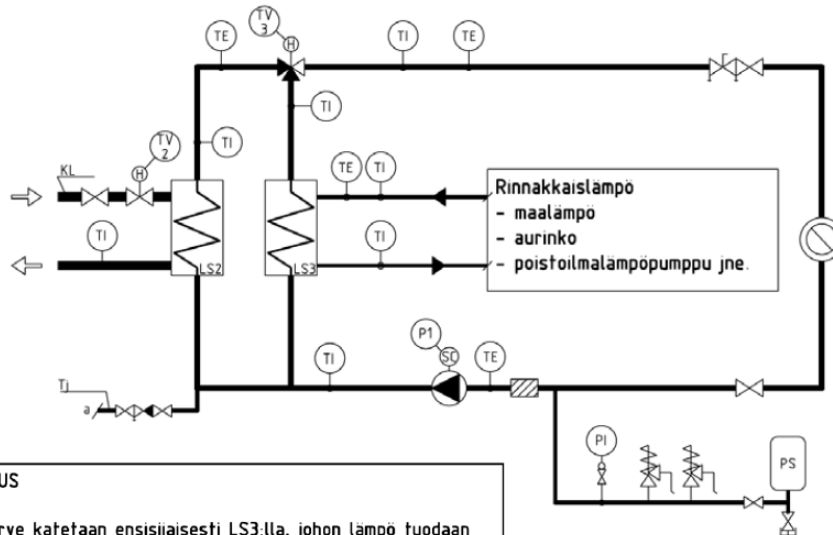 TV
3
H
TE
TI
TE
TI
TV
2
H
TI
KL
TE
TI
Rinnakkaislämpö
- maalämpö
- aurinko
- poistoilmalämpöpumppu jne.
TI
TI
LS2
LS3
P1
SC
TI
TE
Tj
a
PI
PS
US
rve katetaan ensisijaisesti LS3:lla, johon lämpö tuodaan